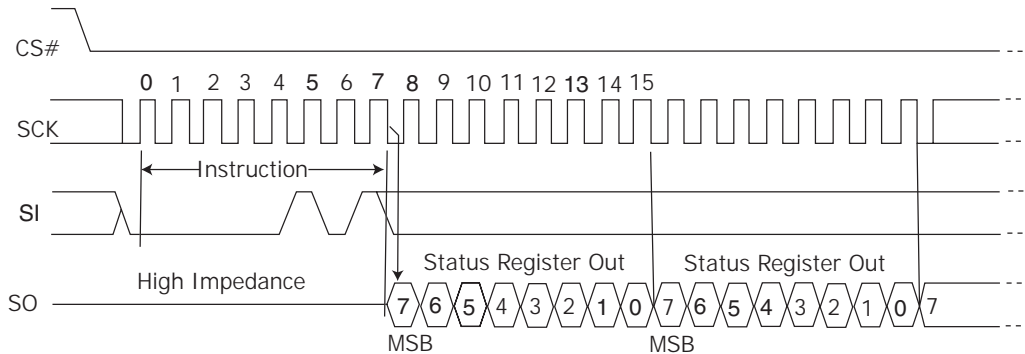 CS#
0 1 2 3 4 5 6 7 8 9 10 11 12 13 14 15
SCK
Instruction
SI
High Impedance
Status Register Out Status Register Out
SO
7 6 5 4 3 2 1 0 7 6 5 4 3 2 1 0 7
MSB MSB